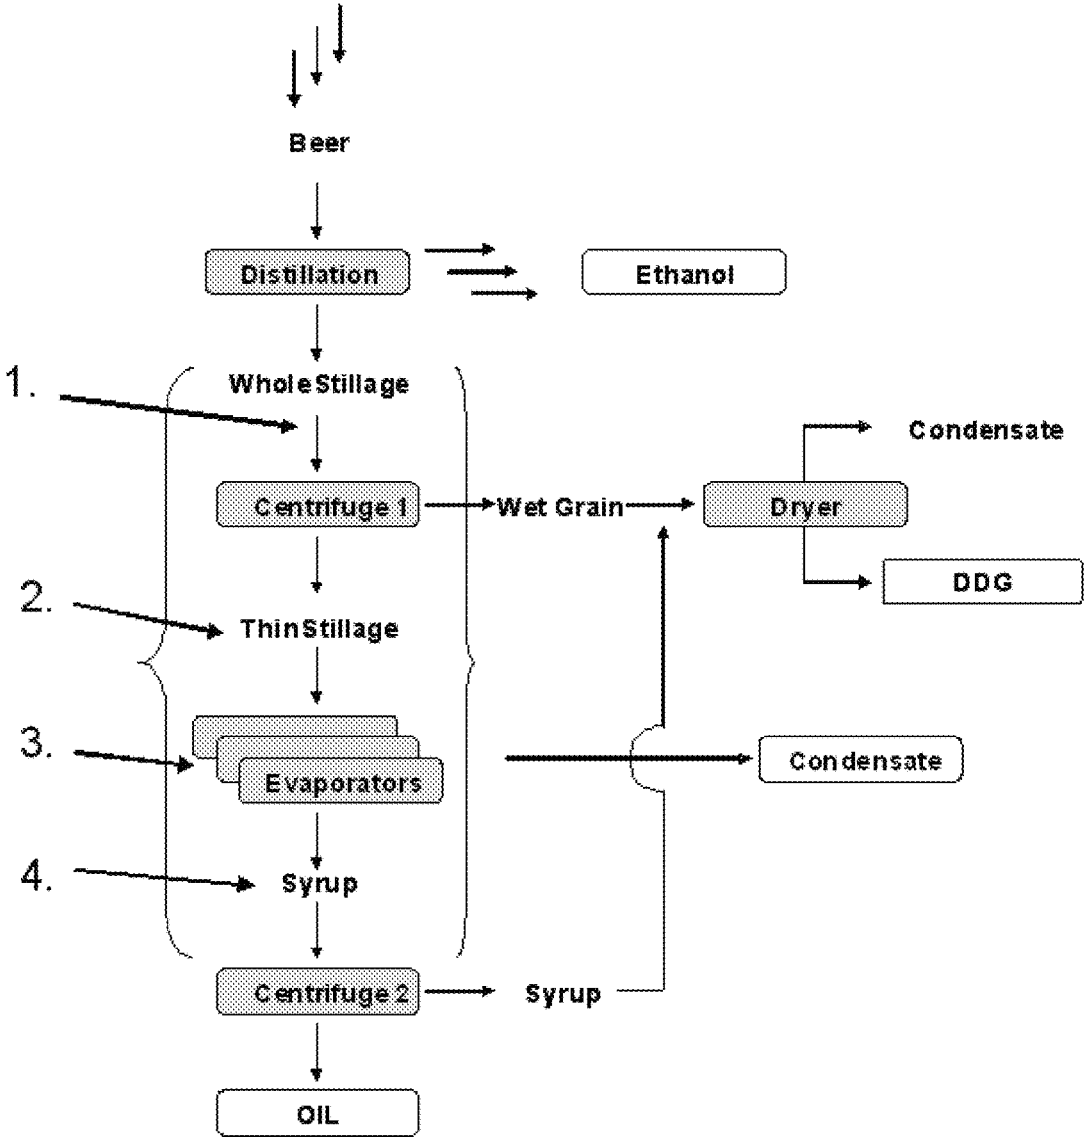 Beer
Distillation
Ethanol
1.
Whole Stillage
Condensate
Centrifuge 1
Wet Grain
Dryer
DDG
2.
Thin Stillage
3.
Evaporators
Condensate
4.
Syrup
Centrifuge 2
Syrup
OIL